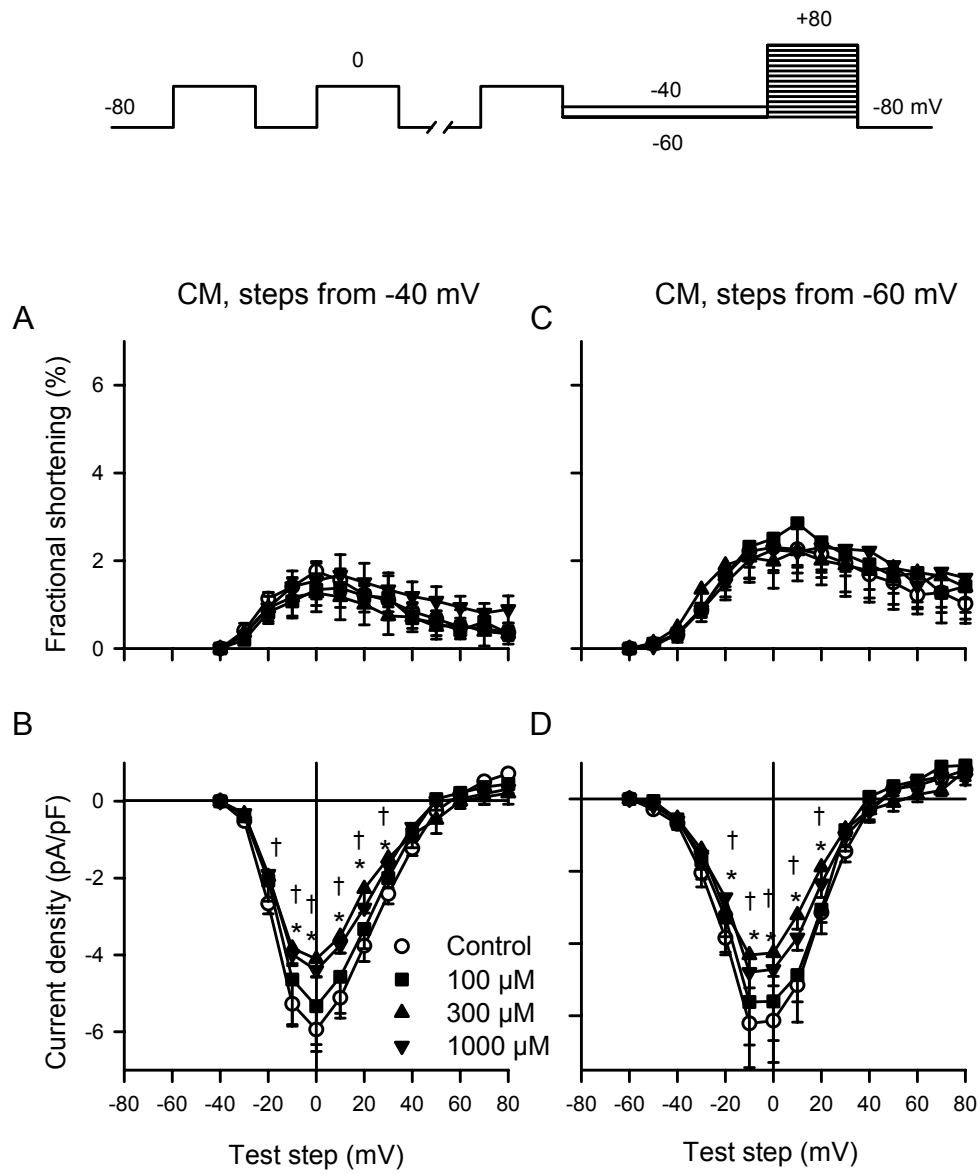 +80
0
-80
-40
-80 mV
-60
CM, steps from -40 mV
CM, steps from -60 mV
A
C
Fractional shortening (%)
6
4
2
0
B
D
Current density (pA/pF)
0
-2
-4
-6
†
†
†
†
†
†
*
*
*
*
*
†
†
†
†
†
*
*
*
*
*
Control
100 µM
300 µM
1000 µM
-80 -60 -40 -20 0 20 40 60 80
-80 -60 -40 -20 0 20 40 60 80
Test step (mV)
Test step (mV)